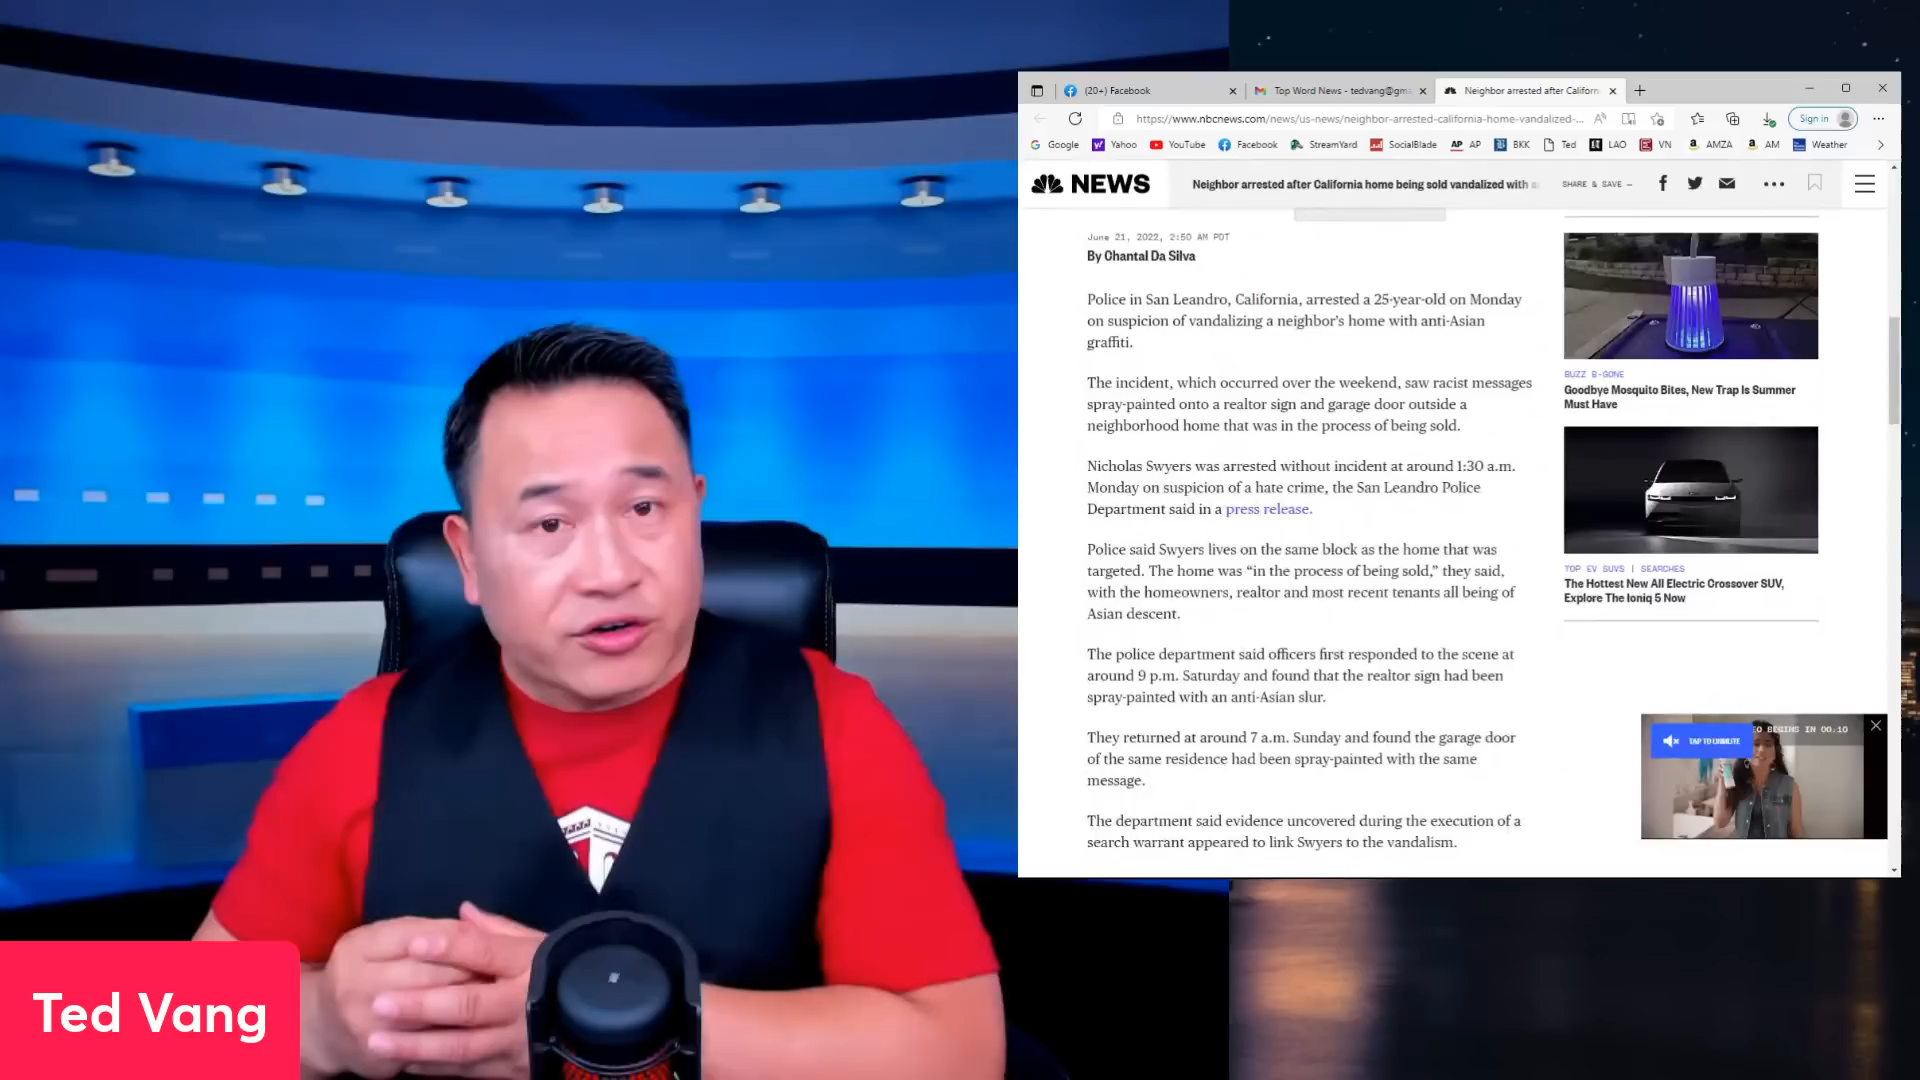 (20+) Facebook
Top Word News - tedvang@gm
Neighbor arrested after Californ
https://www.nbcnews.com/news/us-news/neighbor-arrested-california-home-vandalized-...
Sign in
Google
Yahoo
YouTube
Facebook
StreamYard
SocialBlade
AP AP
BKK
Ted
LAO
VN
AMZA
AM
Weather
NEWS
Neighbor arrested after California home being sold vandalized with
SHARE & SAVE —
June 21, 2022, 2:50 AM PDT
By Chantal Da Silva
Police in San Leandro, California, arrested a 25-year-old on Monday
on suspicion of vandalizing a neighbor's home with anti-Asian
graffiti.
The incident, which occurred over the weekend, saw racist messages
spray-painted onto a realtor sign and garage door outside a
neighborhood home that was in the process of being sold.
Nicholas Swyers was arrested without incident at around 1:30 a.m.
Monday on suspicion of a hate crime, the San Leandro Police
Department said in a press release.
Police said Swyers lives on the same block as the home that was
targeted. The home was “in the process of being sold,” they said,
with the homeowners, realtor and most recent tenants all being of
Asian descent.
The police department said officers first responded to the scene at
around 9 p.m. Saturday and found that the realtor sign had been
spray-painted with an anti-Asian slur.
They returned at around 7 a.m. Sunday and found the garage door
of the same residence had been spray-painted with the same
message.
The department said evidence uncovered during the execution of a
search warrant appeared to link Swyers to the vandalism.
BUZZ B-GONE
Goodbye Mosquito Bites, New Trap Is Summer
Must Have
TOP EV SUVS | SEARCHES
The Hottest New All Electric Crossover SUV,
Explore The Ioniq 5 Now
TAP TO UNMUTE
BEGINS IN 00:10
Ted Vang